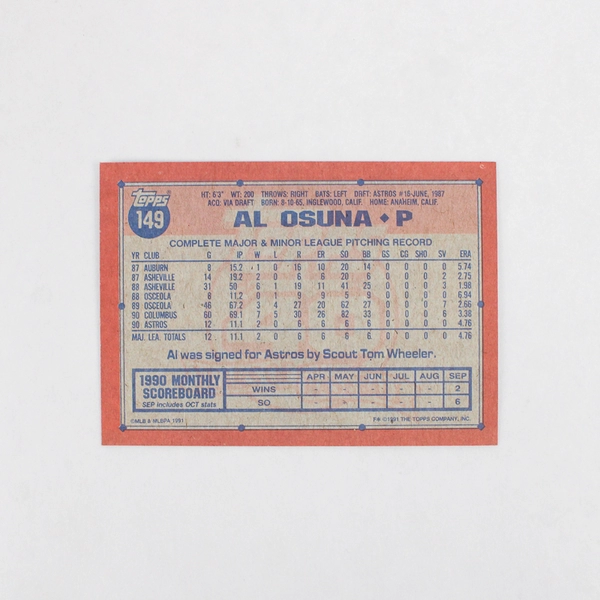 topps
149
HT: 6'3" WT: 200 THROWS: RIGHT BATS: LEFT DRFT: ASTROS #16-JUNE, 1987
ACQ: VIA DRAFT BORN: 8-10-65, INGLEWOOD, CALIF. HOME: ANAHEIM, CALIF.
AL OSUNA ♦ P
COMPLETE MAJOR & MINOR LEAGUE PITCHING RECORD
YR CLUB G IP W L R ER SO BB GS CG SHO SV ERA
87 AUBURN 8 15.2 1 0 16 10 20 14 0 0 0 0 5.74
87 ASHEVILLE 14 19.2 2 0 6 6 20 6 0 0 0 2 2.75
88 ASHEVILLE 31 50 6 1 19 11 41 25 0 0 0 3 1.98
88 OSCEOLA 8 11.2 0 1 9 9 5 9 0 0 0 0 6.94
89 OSCEOLA 46 67.2 3 4 27 20 62 27 0 0 0 7 2.66
90 COLUMBUS 60 69.1 7 5 30 26 82 33 0 0 0 6 3.38
90 ASTROS 12 11.1 2 0 6 6 6 6 0 0 0 0 4.76
MAJ. LEA. TOTALS 12 11.1 2 0 6 6 6 6 0 0 0 0 4.76
Al was signed for Astros by Scout Tom Wheeler.
1990 MONTHLY SCOREBOARD
SEP includes OCT stats
APR MAY JUN JUL AUG SEP
WINS - - - - - 2
SO - - - - - 6
©MLB & MLBPA 1991
F* ©1991 THE TOPPS COMPANY, INC.